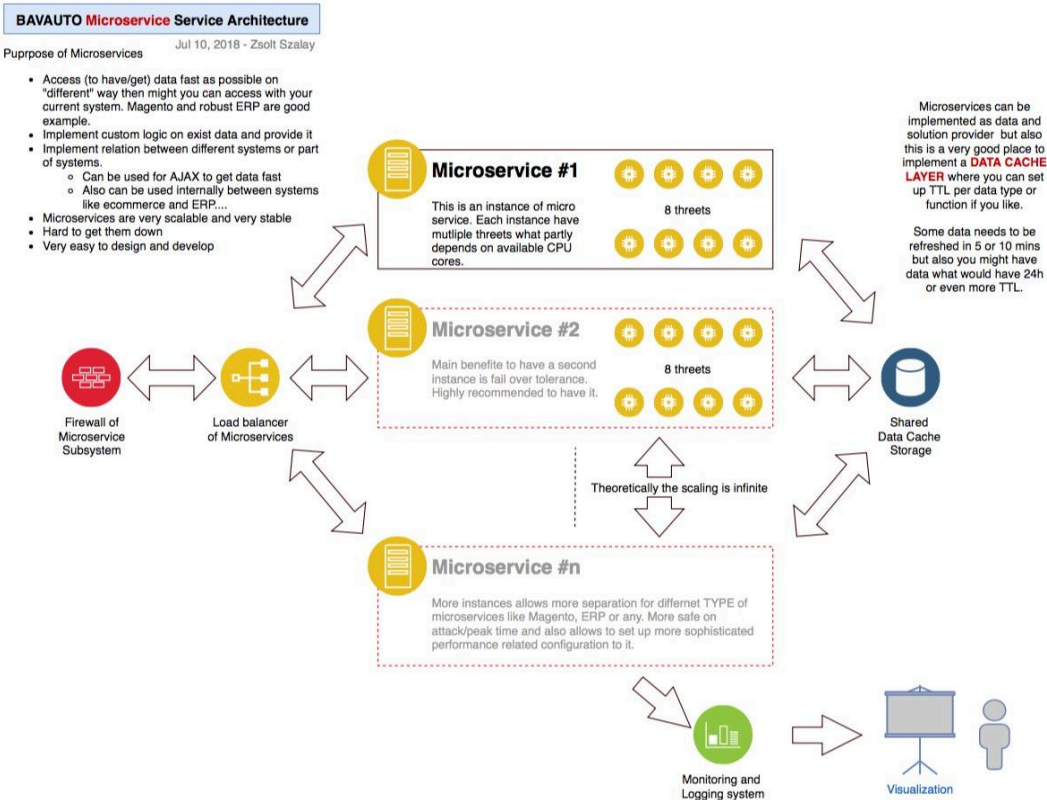 BAVAUTO Microservice Service Architecture
Jul 10, 2018 - Zsolt Szalay
Puprpose of Microservices
• Access (to have/get) data fast as possible on
"different" way then might you can access with your
current system. Magento and robust ERP are good
example.
• Implement custom logic on exist data and provide it
• Implement relation between different systems or part
of systems.
○ Can be used for AJAX to get data fast
○ Also can be used internally between systems
like ecommerce and ERP....
• Microservices are very scalable and very stable
• Hard to get them down
• Very easy to design and develop
Microservice #1
This is an instance of micro
service. Each instance have
mutliple threets what partly
depends on available CPU
cores.
8 threets
Microservices can be
implemented as data and
solution provider but also
this is a very good place to
implement a DATA CACHE
LAYER where you can set
up TTL per data type or
function if you like.
Some data needs to be
refreshed in 5 or 10 mins
but also you might have
data what would have 24h
or even more TTL.
Microservice #2
Main benefite to have a second
instance is fail over tolerance.
Highly recommended to have it.
8 threets
Firewall of
Microservice
Subsystem
Load balancer
of Microservices
Shared
Data Cache
Storage
Theoretically the scaling is infinite
Microservice #n
More instances allows more separation for differnet TYPE of
microservices like Magento, ERP or any. More safe on
attack/peak time and also allows to set up more sophisticated
performance related configuration to it.
Monitoring and
Logging system
Visualization